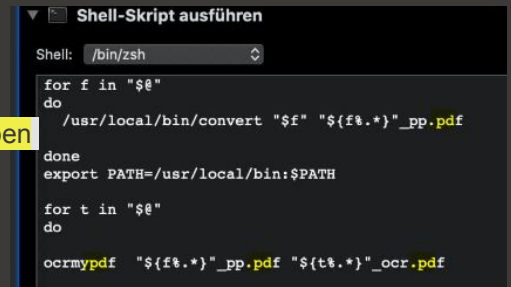 Shell-Skript ausführen
Shell: /bin/zsh
for f in "$@"
do
/usr/local/bin/convert "$f" "${f%.*}"_pp.pdf
ben
done
export PATH=/usr/local/bin:$PATH
for t in "$@"
do
ocrmypdf "${f%.*}"_pp.pdf "${t%.*}"_ocr.pdf